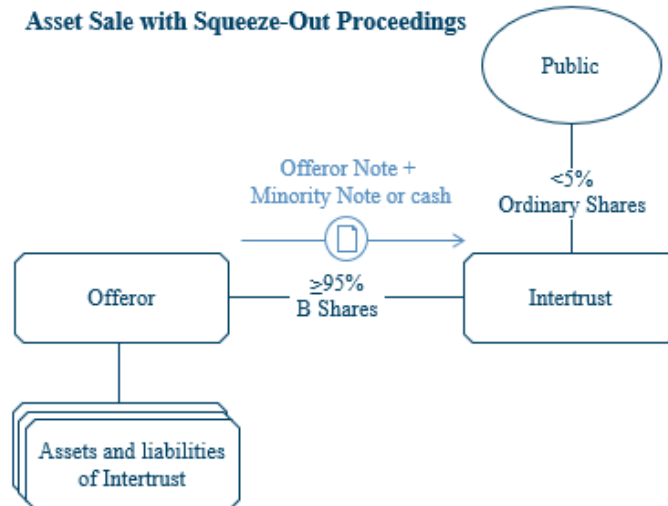 Asset Sale with Squeeze-Out Proceedings
Public
Offeror Note +
Minority Note or cash
<5%
Ordinary Shares
Offeror
≥95%
B Shares
Intertrust
Assets and liabilities
of Intertrust